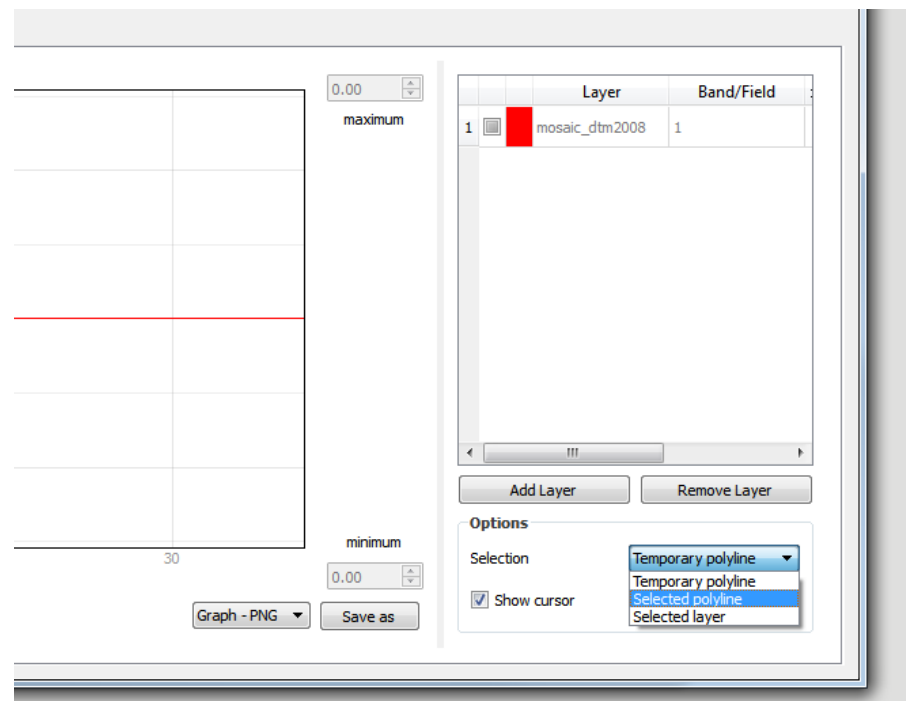 0.00
maximum
Layer Band/Field
1 mosaic_dtm2008 1
Add Layer Remove Layer
Options
minimum
30
Selection Temporary polyline
0.00
Temporary polyline
Show cursor Selected polyline
Selected layer
Graph - PNG Save as